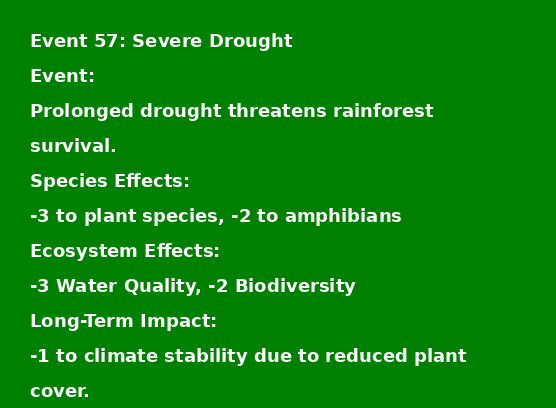 Event 57: Severe Drought
Event:
Prolonged drought threatens rainforest
survival.
Species Effects:
-3 to plant species, -2 to amphibians
Ecosystem Effects:
-3 Water Quality, -2 Biodiversity
Long-Term Impact:
-1 to climate stability due to reduced plant
cover.